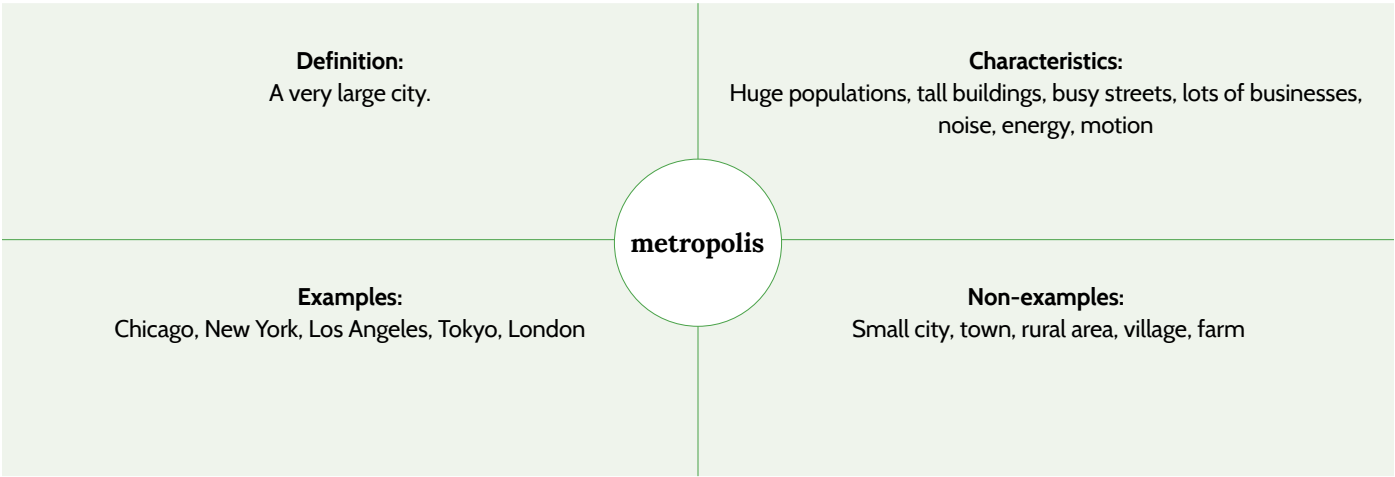 Definition:
A very large city.
Characteristics:
Huge populations, tall buildings, busy streets, lots of businesses,
noise, energy, motion
metropolis
Examples:
Chicago, New York, Los Angeles, Tokyo, London
Non-examples:
Small city, town, rural area, village, farm